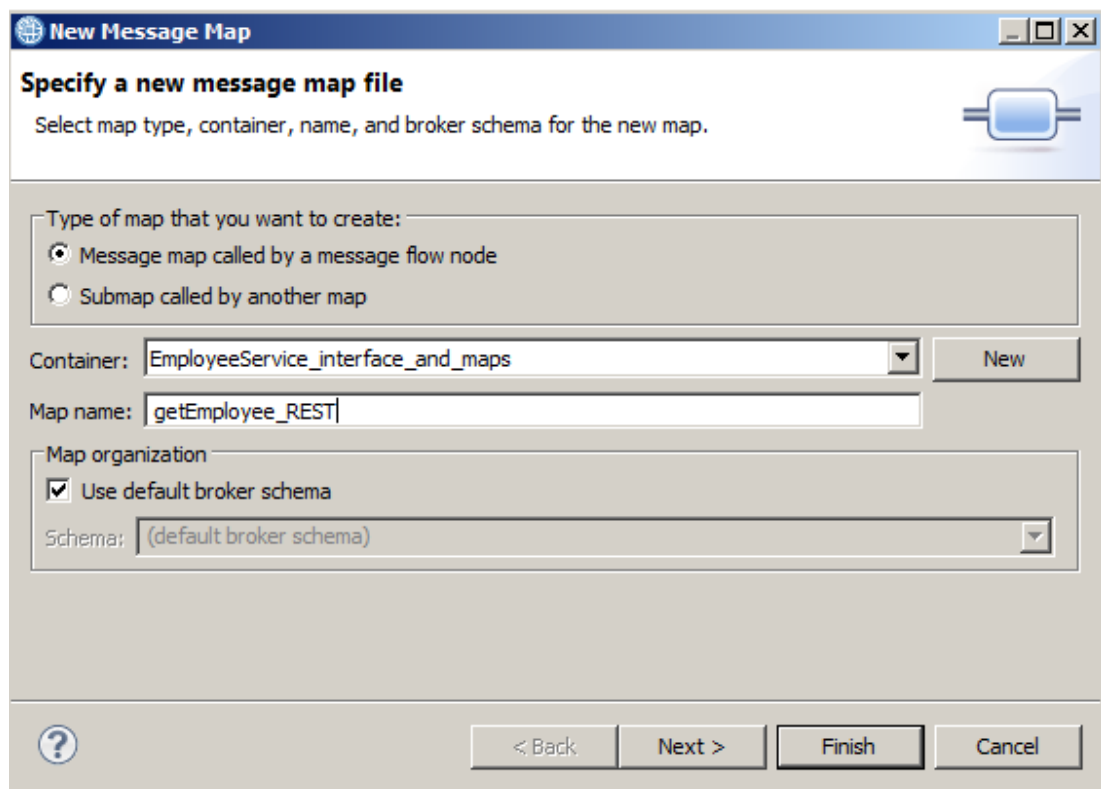 New Message Map
Specify a new message map file
Select map type, container, name, and broker schema for the new map.
Type of map that you want to create:
Message map called by a message flow node
Submap called by another map
Container: EmployeeService_interface_and_maps New
Map name: getEmployee_REST
Map organization
Use default broker schema
Schema: (default broker schema)
? < Back Next > Finish Cancel